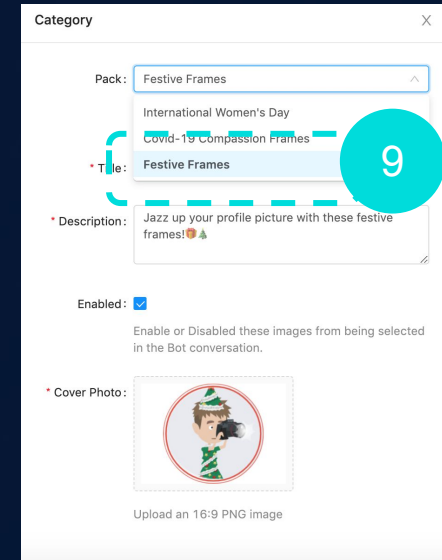 Category
Pack: Festive Frames
International Women's Day
Covid-19 Compassion Frames
Festive Frames
9
* Description: Jazz up your profile picture with these festive
frames!🎁🎄
Enabled:
Enable or Disabled these images from being selected
in the Bot conversation.
* Cover Photo:
Upload an 16:9 PNG image